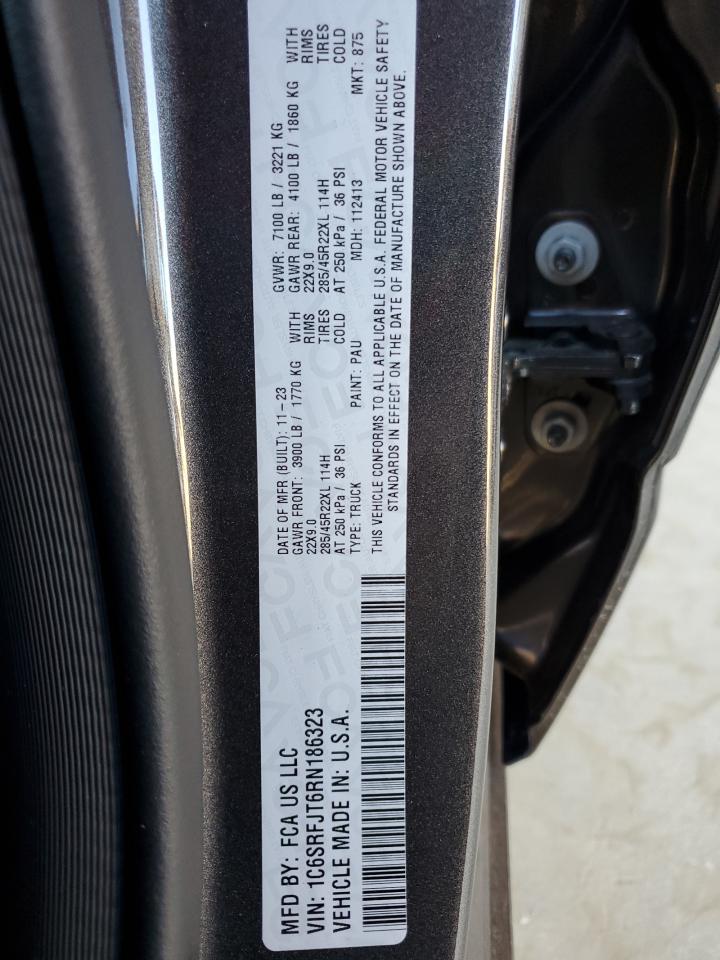 MFD BY: FCA US LLC
VIN: 1C6SRFJT6RN186323
VEHICLE MADE IN: U.S.A.
DATE OF MFR (BUILT): 11-23 GVWR: 7100 LB / 3221 KG
GAWR FRONT: 3900 LB / 1770 KG WITH GAWR REAR: 4100 LB / 1860 KG WITH
22X9.0 RIMS 22X9.0 RIMS
285/45R22XL 114H TIRES 285/45R22XL 114H TIRES
AT 250 kPa / 36 PSI COLD AT 250 kPa / 36 PSI COLD
TYPE: TRUCK PAINT: PAU MDH: 112413 MKT: 875
THIS VEHICLE CONFORMS TO ALL APPLICABLE U.S.A. FEDERAL MOTOR VEHICLE SAFETY
STANDARDS IN EFFECT ON THE DATE OF MANUFACTURE SHOWN ABOVE.